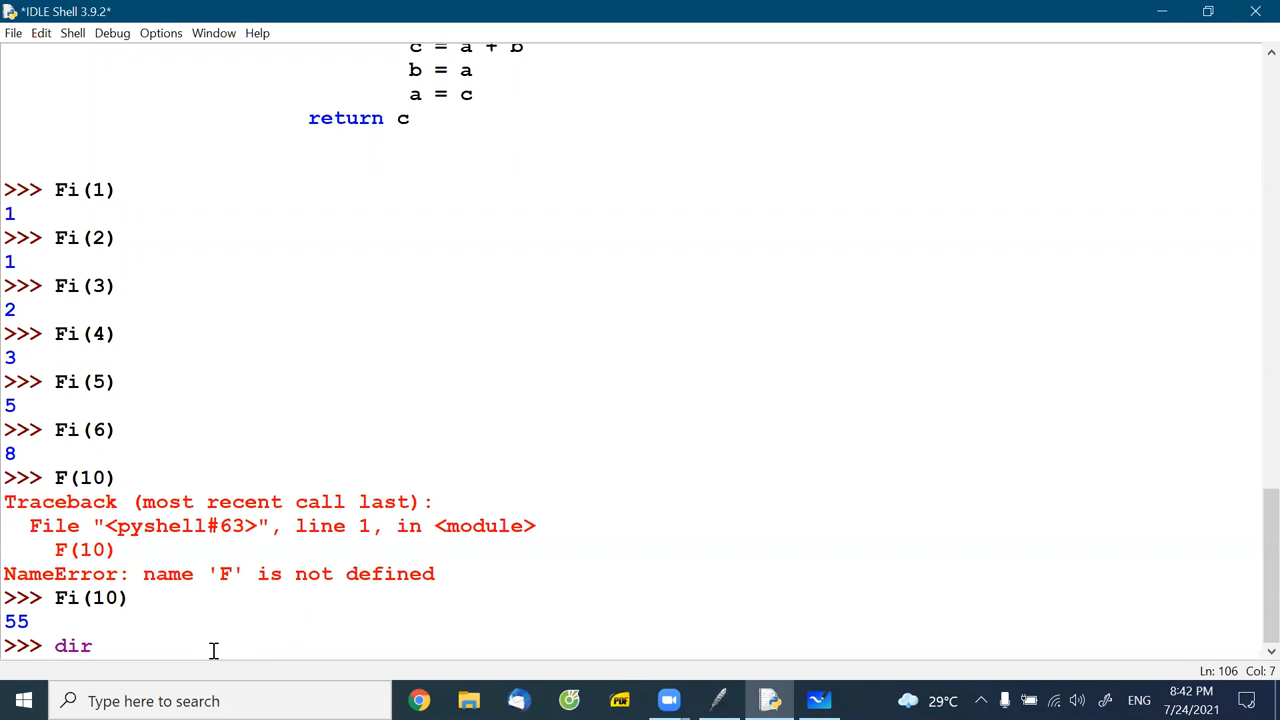 *IDLE Shell 3.9.2*
File Edit Shell Debug Options Window Help
c = a + b
b = a
a = c
return c
>>> Fi(1)
1
>>> Fi(2)
1
>>> Fi(3)
2
>>> Fi(4)
3
>>> Fi(5)
5
>>> Fi(6)
8
>>> F(10)
Traceback (most recent call last):
File "<pyshell#63>", line 1, in <module>
F(10)
NameError: name 'F' is not defined
>>> Fi(10)
55
>>> dir
Ln: 106 Col: 7
Type here to search
PDF
29°C
ENG
8:42 PM
7/24/2021